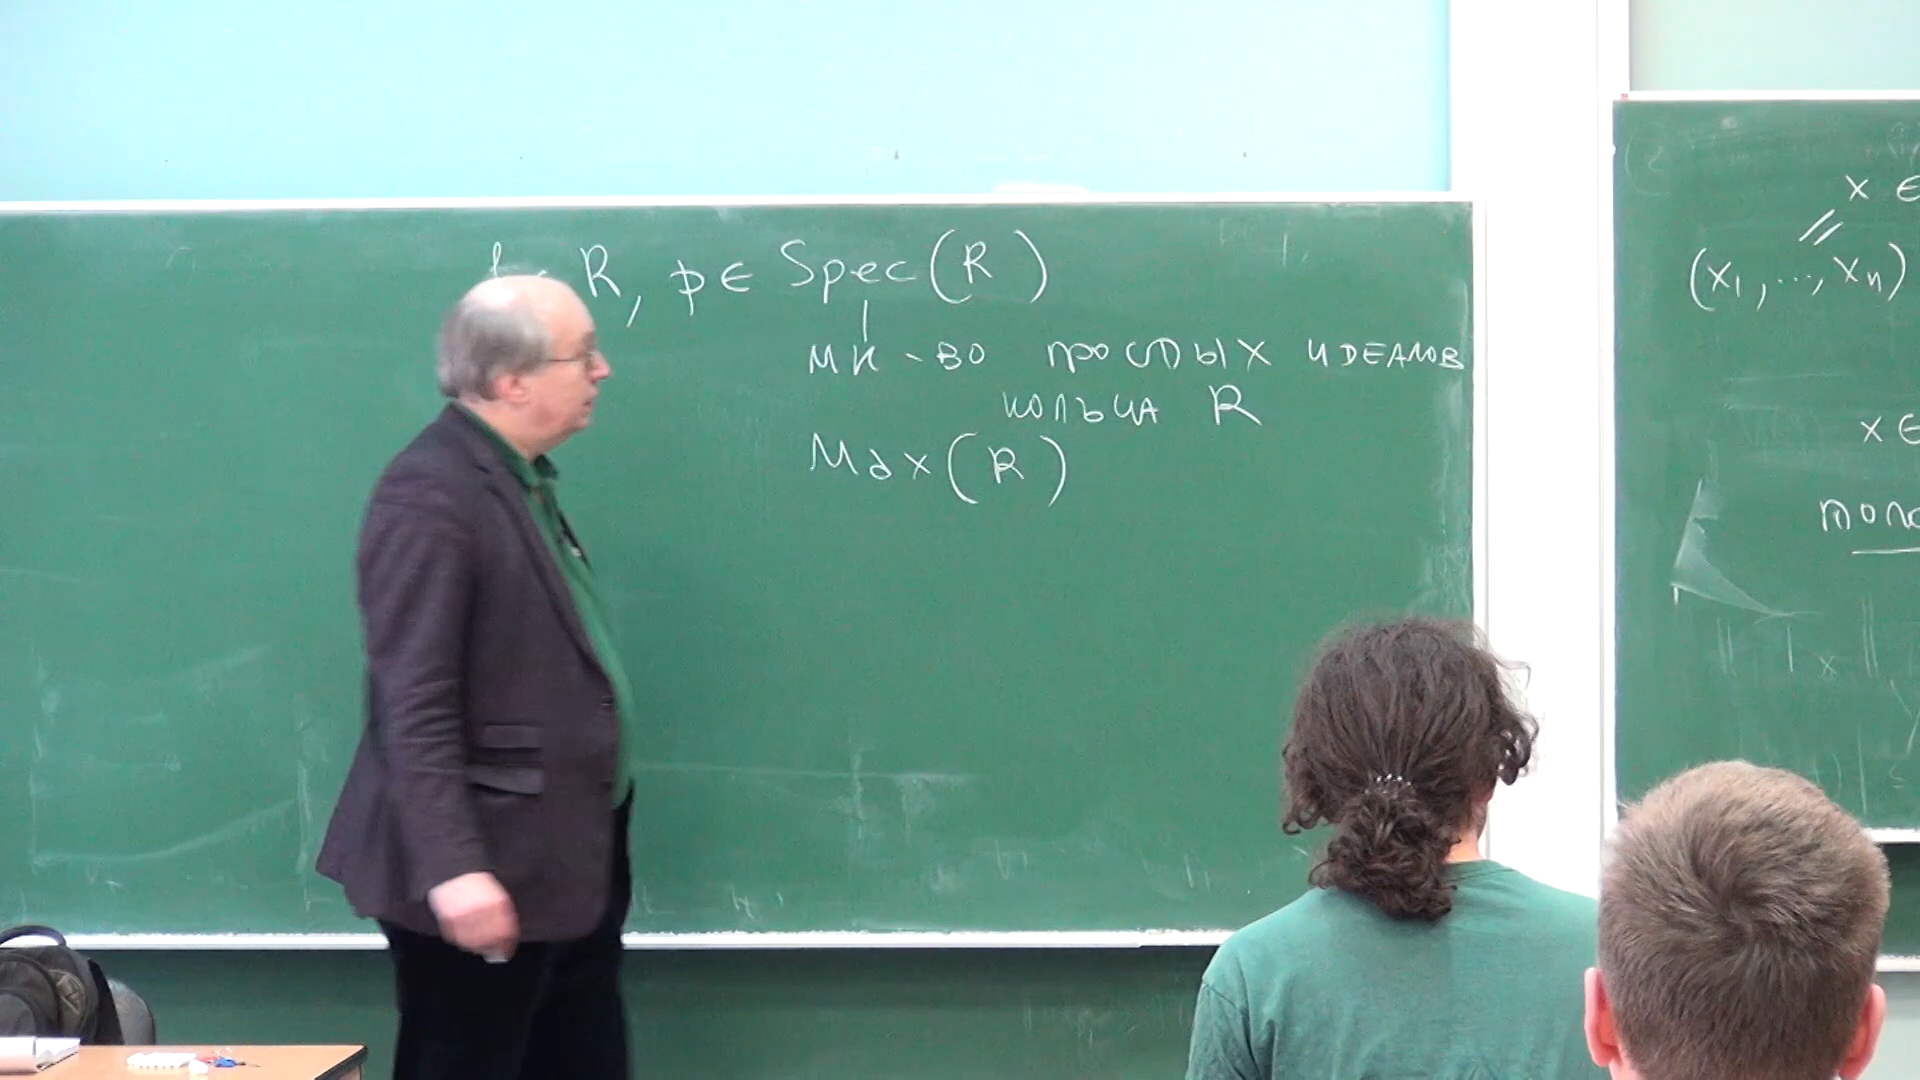 R, p ∈ Spec(R)
мн-во простых идеалов
кольца R
Max(R)
x ∈
(x₁, ..., xₙ)
x ∈